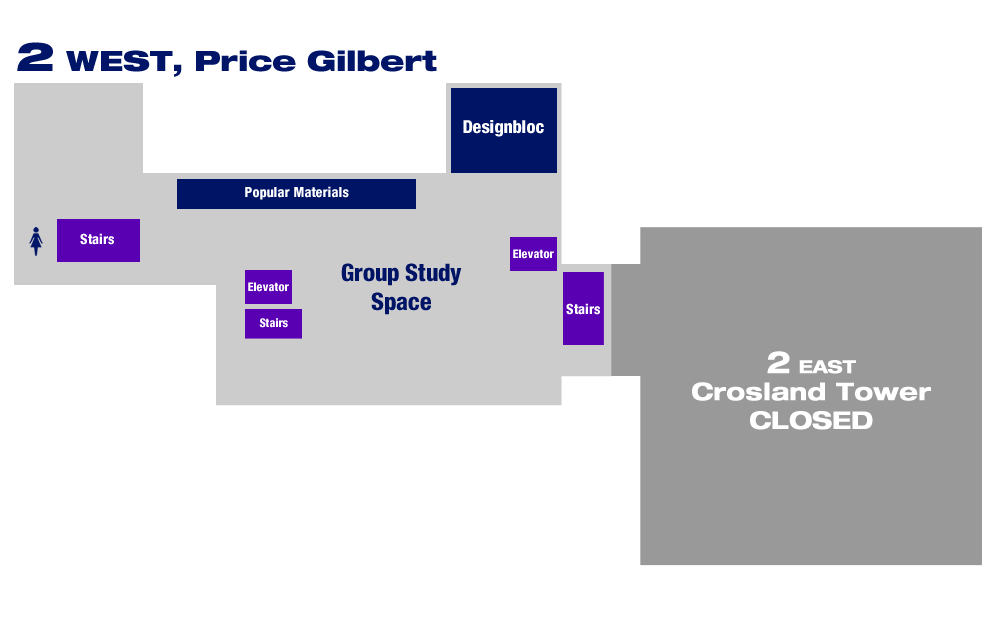 2 WEST, Price Gilbert
Designbloc
Popular Materials
Stairs
Elevator
Group Study
Space
Elevator
Stairs
Stairs
2 EAST
Crosland Tower
CLOSED